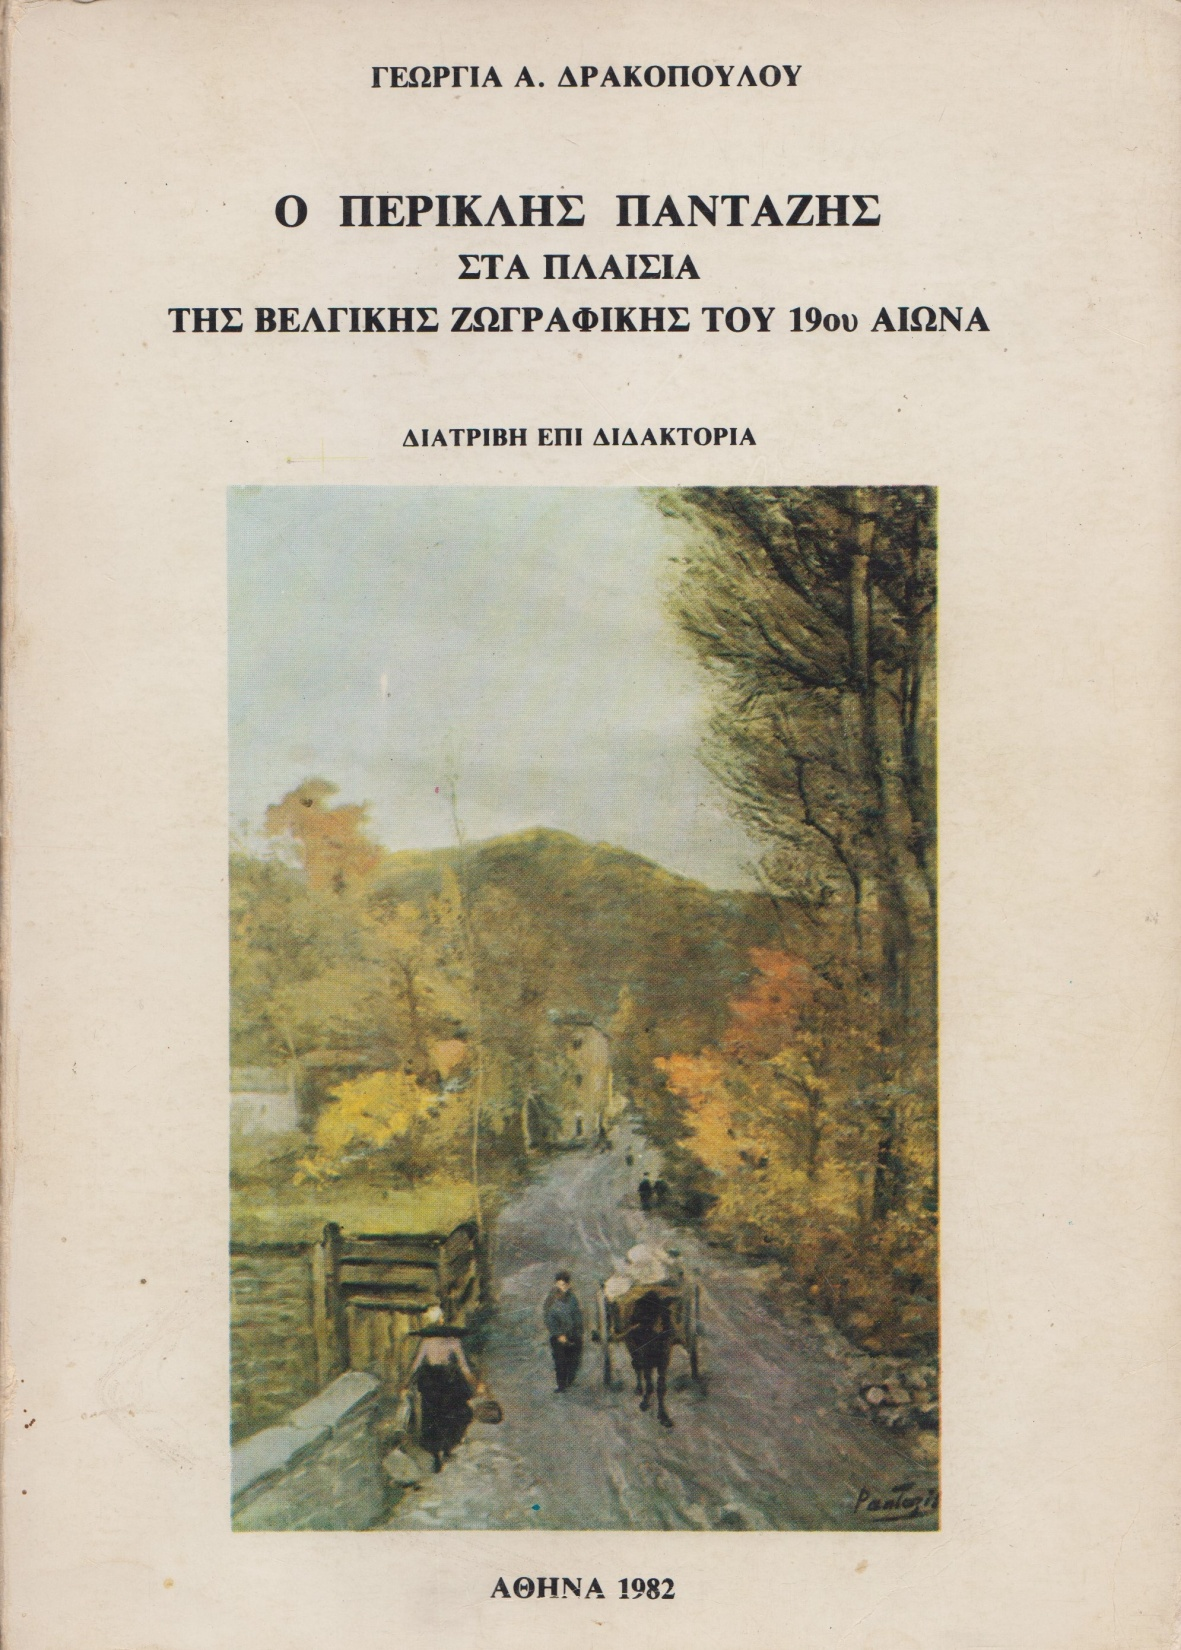 ΓΕΩΡΓΙΑ Α. ΔΡΑΚΟΠΟΥΛΟΥ
Ο ΠΕΡΙΚΛΗΣ ΠΑΝΤΑΖΗΣ
ΣΤΑ ΠΛΑΙΣΙΑ
ΤΗΣ ΒΕΛΓΙΚΗΣ ΖΩΓΡΑΦΙΚΗΣ ΤΟΥ 19ου ΑΙΩΝΑ
ΔΙΑΤΡΙΒΗ ΕΠΙ ΔΙΔΑΚΤΟΡΙΑ
Pantazis
ΑΘΗΝΑ 1982